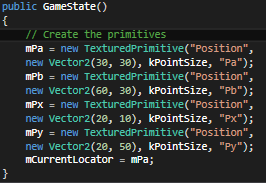 public GameState()
{
// Create the primitives
mPa = new TexturedPrimitive("Position",
new Vector2(30, 30), kPointSize, "Pa");
mPb = new TexturedPrimitive("Position",
new Vector2(60, 30), kPointSize, "Pb");
mPx = new TexturedPrimitive("Position",
new Vector2(20, 10), kPointSize, "Px");
mPy = new TexturedPrimitive("Position",
new Vector2(20, 50), kPointSize, "Py");
mCurrentLocator = mPa;
}